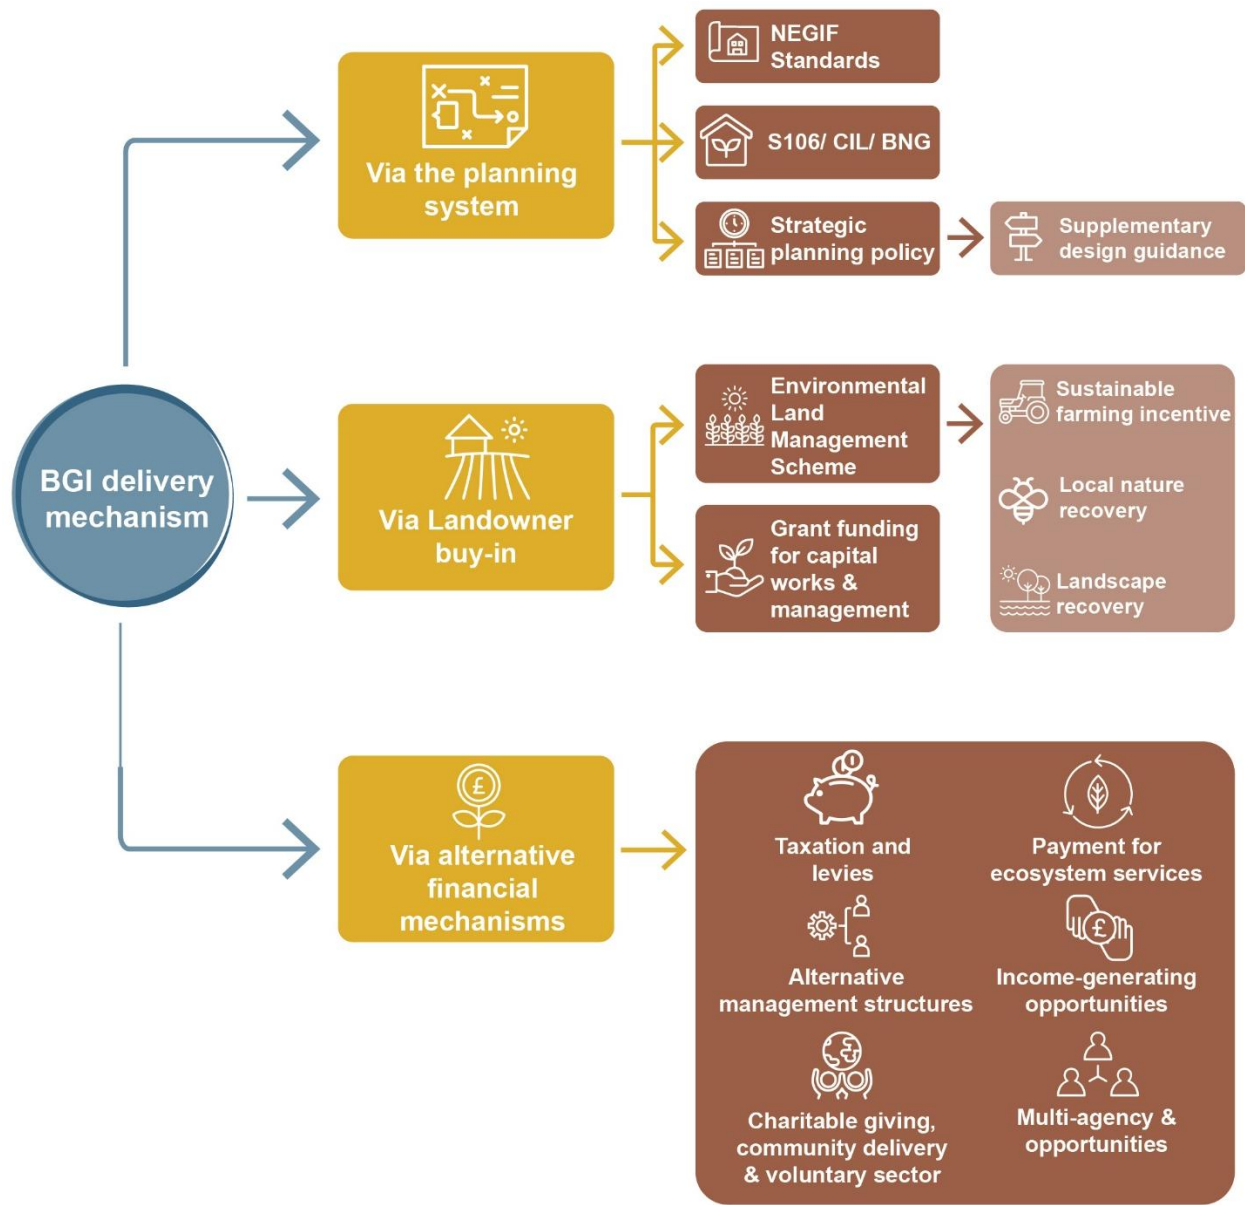 BGI delivery
mechanism
Via the planning
system
NEGIF
Standards
S106/ CIL/ BNG
Strategic
planning policy
Supplementary
design guidance
Via Landowner
buy-in
Environmental
Land
Management
Scheme
Grant funding
for capital
works &
management
Sustainable
farming incentive
Local nature
recovery
Landscape
recovery
£
Via alternative
financial
mechanisms
Taxation and
levies
Payment for
ecosystem services
Alternative
management structures
£
Income-generating
opportunities
Charitable giving,
community delivery
& voluntary sector
Multi-agency &
opportunities